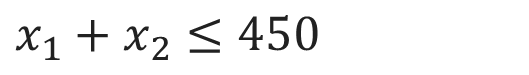 x₁ + x₂ ≤ 450